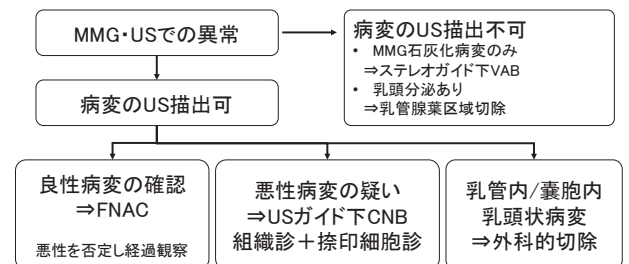 MMG・USでの異常
病変のUS描出不可
• MMG石灰化病変のみ
⇒ステレオガイド下VAB
• 乳頭分泌あり
⇒乳管腺葉区域切除
病変のUS描出可
良性病変の確認
⇒FNAC
悪性を否定し経過観察
悪性病変の疑い
⇒USガイド下CNB
組織診＋捺印細胞診
乳管内/嚢胞内
乳頭状病変
⇒外科的切除